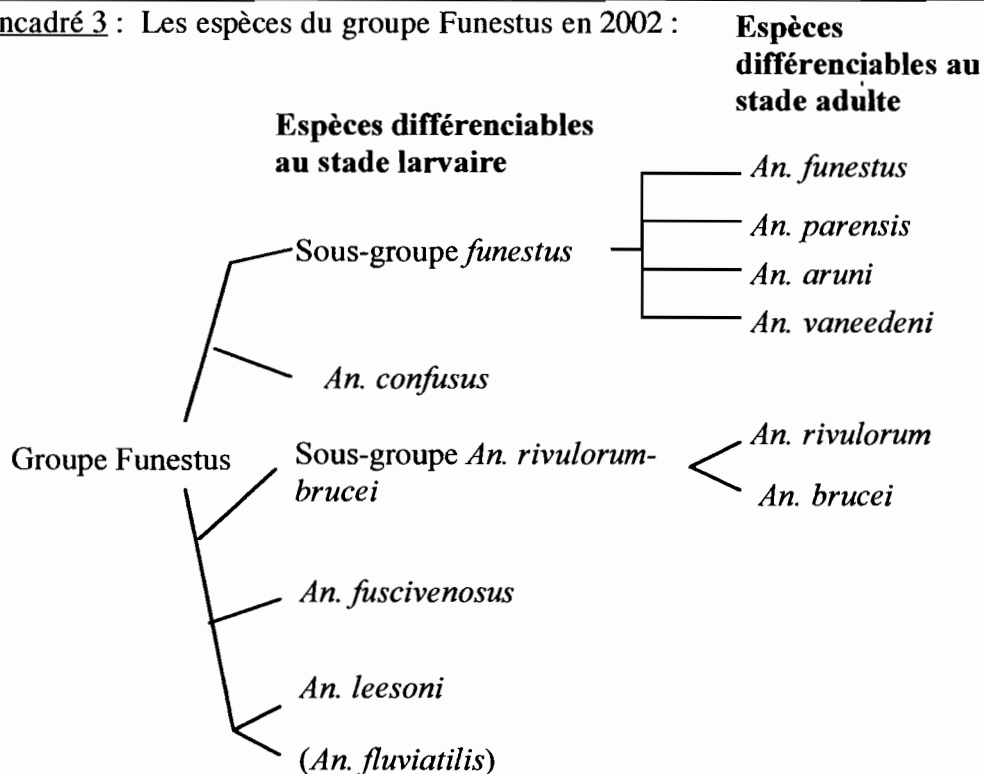 ncadré 3 : Les espèces du groupe Funestus en 2002 :
Espèces
différenciables au
stade adulte
Espèces différenciables
au stade larvaire
Sous-groupe funestus
An. funestus
An. parensis
An. aruni
An. vaneedeni
An. confusus
Groupe Funestus
Sous-groupe An. rivulorum-
brucei
An. rivulorum
An. brucei
An. fuscivenosus
An. leesoni
(An. fluviatilis)